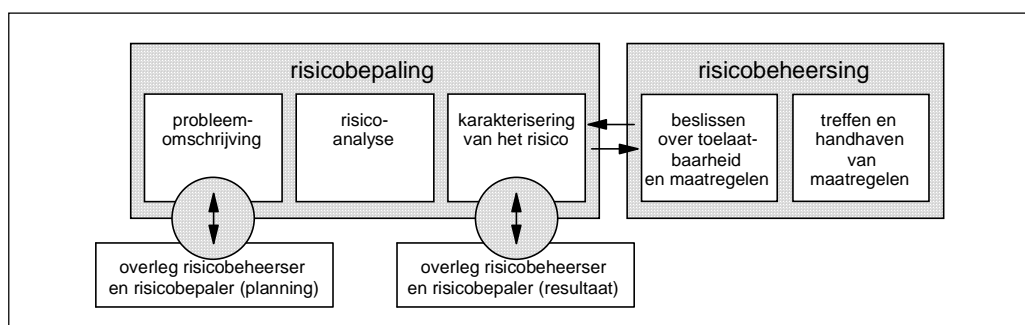 risicobepaling
probleem-
omschrijving
risico-
analyse
karakterisering
van het risico
risicobeheersing
beslissen
over toelaat-
baarheid
en maatregelen
treffen en
handhaven
van
maatregelen
overleg risicobeheerser
en risicobepaler (planning)
overleg risicobeheerser
en risicobepaler (resultaat)